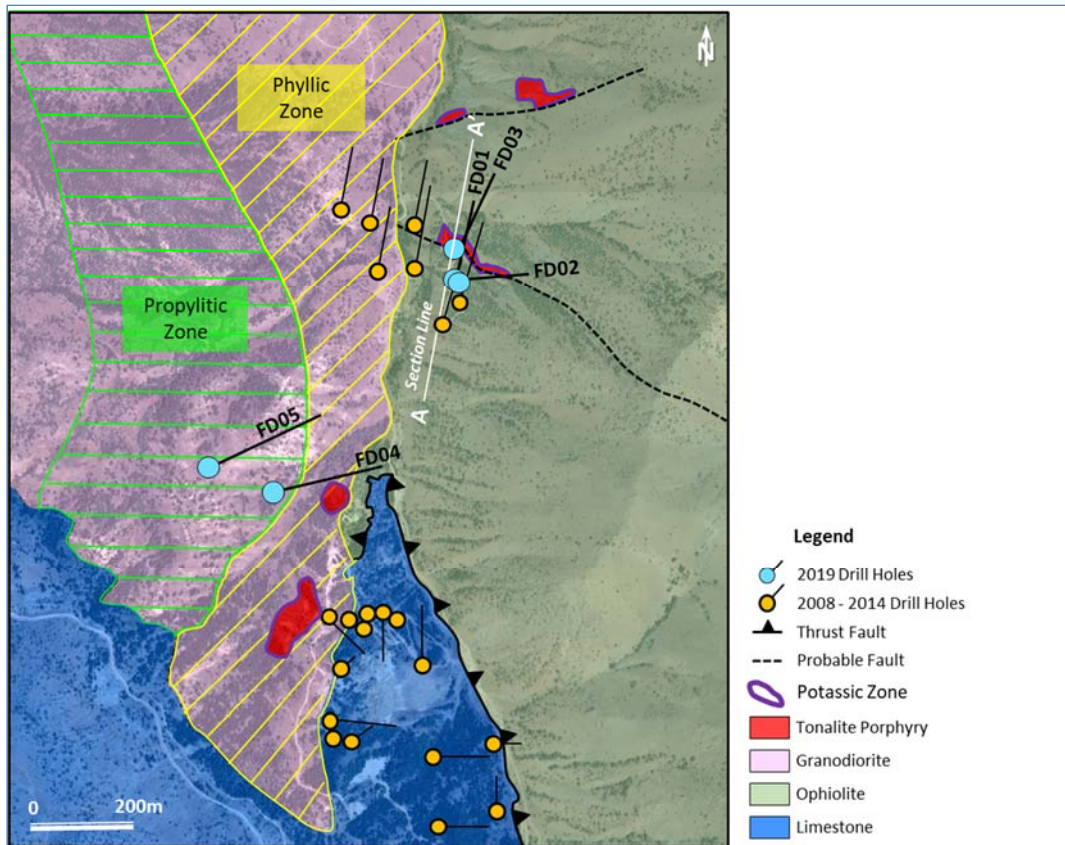 N
Phyllic
Zone
A'
FD01
FD03
FD02
Propylitic
Zone
Section Line
A
FD05
FD04
0
200m
Legend
2019 Drill Holes
2008 - 2014 Drill Holes
Thrust Fault
Probable Fault
Potassic Zone
Tonalite Porphyry
Granodiorite
Ophiolite
Limestone